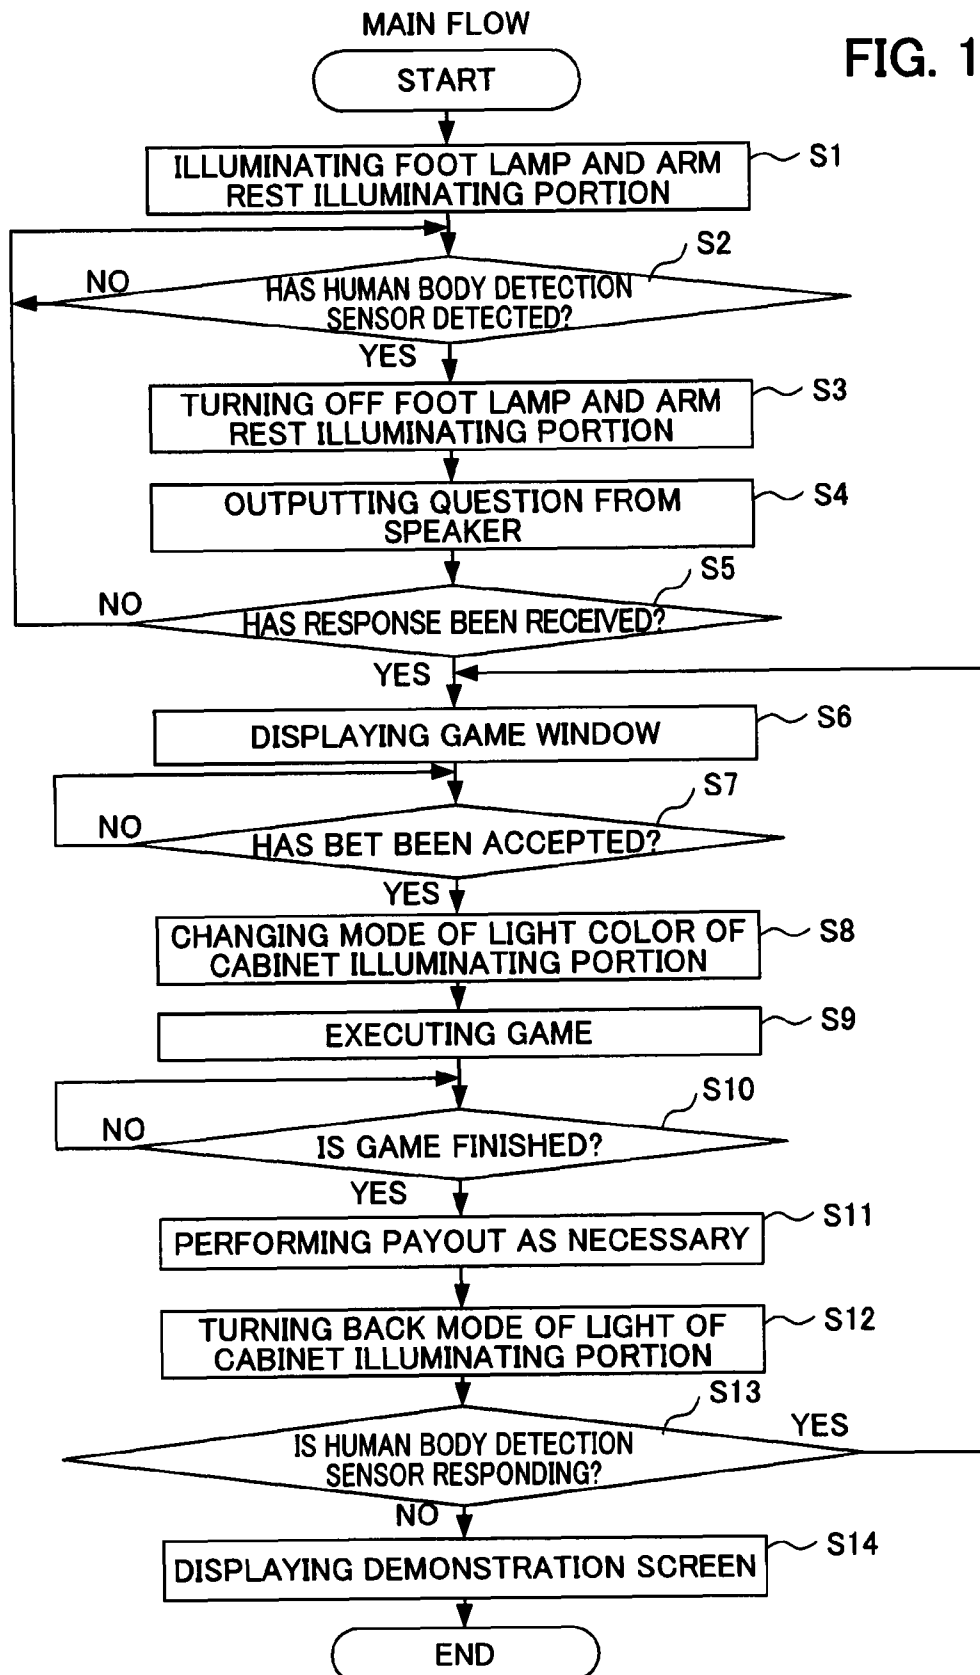 MAIN FLOW
FIG. 1
START
ILLUMINATING FOOT LAMP AND ARM
REST ILLUMINATING PORTION
S1
S2
NO
HAS HUMAN BODY DETECTION
SENSOR DETECTED?
YES
TURNING OFF FOOT LAMP AND ARM
REST ILLUMINATING PORTION
S3
OUTPUTTING QUESTION FROM
SPEAKER
S4
S5
NO
HAS RESPONSE BEEN RECEIVED?
YES
DISPLAYING GAME WINDOW
S6
S7
NO
HAS BET BEEN ACCEPTED?
YES
CHANGING MODE OF LIGHT COLOR OF
CABINET ILLUMINATING PORTION
S8
EXECUTING GAME
S9
S10
NO
IS GAME FINISHED?
YES
PERFORMING PAYOUT AS NECESSARY
S11
TURNING BACK MODE OF LIGHT OF
CABINET ILLUMINATING PORTION
S12
S13
YES
IS HUMAN BODY DETECTION
SENSOR RESPONDING?
NO
DISPLAYING DEMONSTRATION SCREEN
S14
END